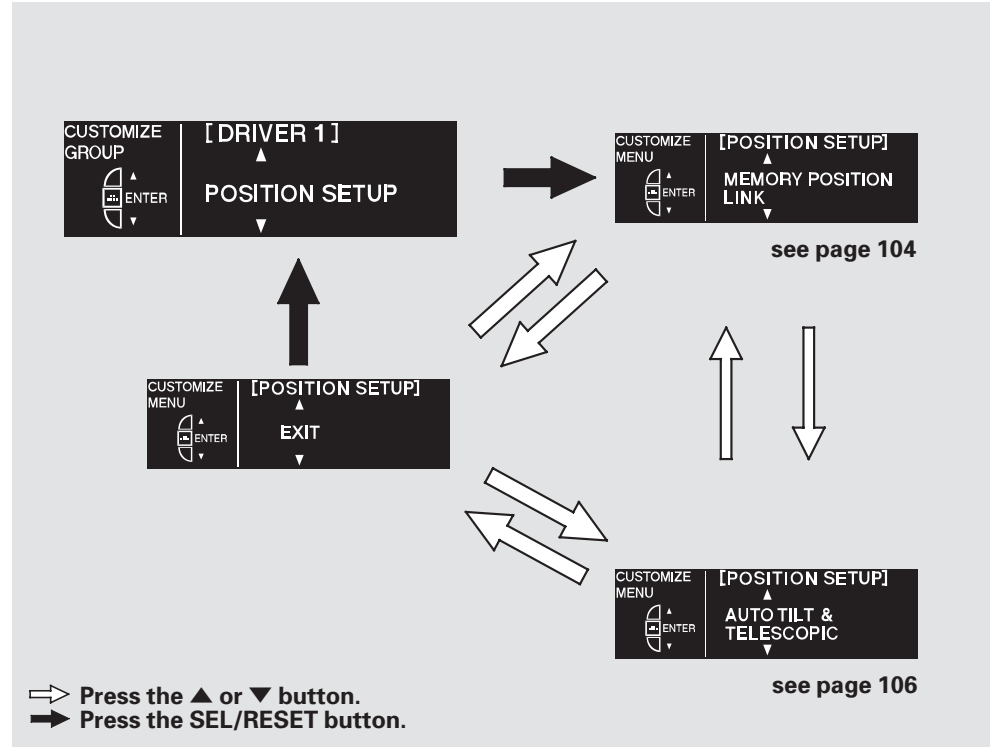 CUSTOMIZE
GROUP
▲
ENTER
▼
[DRIVER 1]
▲
POSITION SETUP
▼
CUSTOMIZE
MENU
▲
ENTER
▼
[POSITION SETUP]
▲
MEMORY POSITION
LINK
▼
see page 104
CUSTOMIZE
MENU
▲
ENTER
▼
[POSITION SETUP]
▲
EXIT
▼
CUSTOMIZE
MENU
▲
ENTER
▼
[POSITION SETUP]
▲
AUTO TILT &
TELESCOPIC
▼
see page 106
Press the ▲ or ▼ button.
Press the SEL/RESET button.